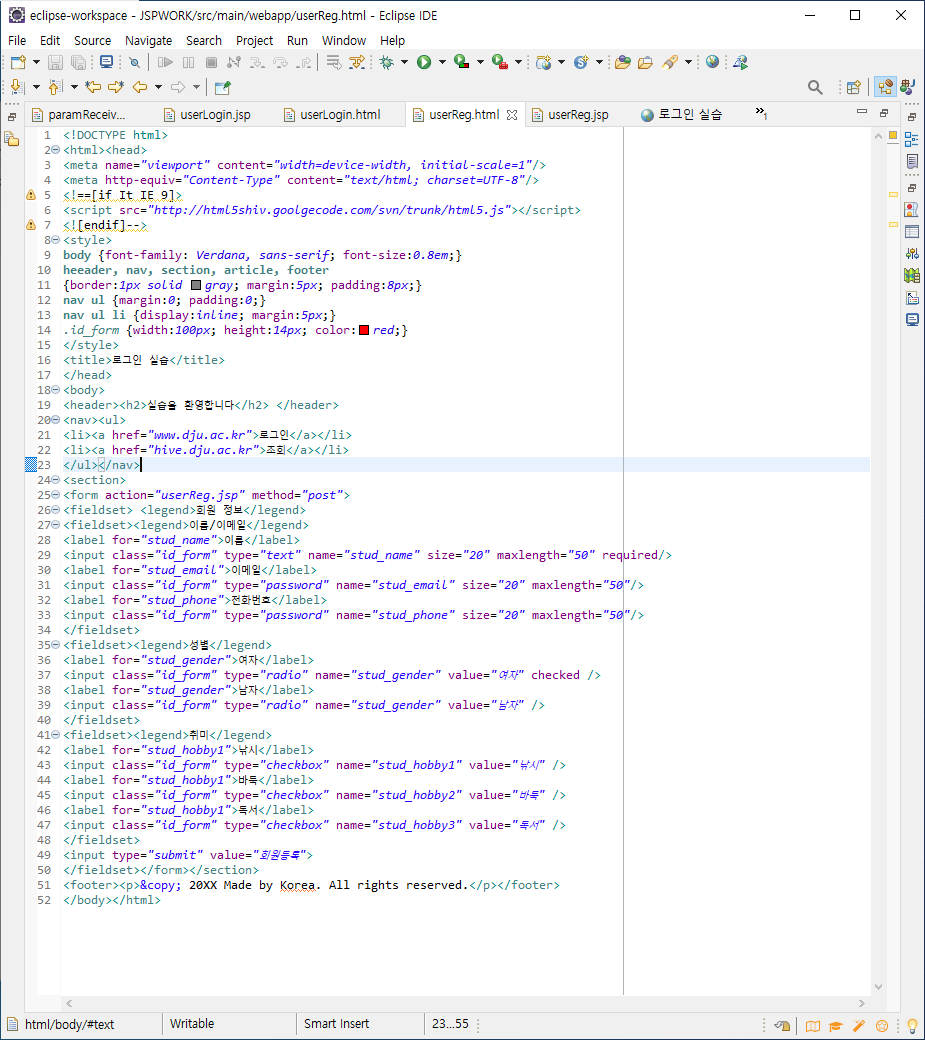 eclipse-workspace - JSPWORK/src/main/webapp/userReg.html - Eclipse IDE
File Edit Source Navigate Search Project Run Window Help
paramReceiv... userLogin.jsp userLogin.html userReg.html userReg.jsp 로그인 실습 »1
1 <!DOCTYPE html>
2 <html><head>
3 <meta name="viewport" content="width=device-width, initial-scale=1"/>
4 <meta http-equiv="Content-Type" content="text/html; charset=UTF-8"/>
5 <!==[if It IE 9]>
6 <script src="http://html5shiv.goolgecode.com/svn/trunk/html5.js"></script>
7 <![endif]-->
8 <style>
9 body {font-family: Verdana, sans-serif; font-size:0.8em;}
10 heeader, nav, section, article, footer
11 {border:1px solid gray; margin:5px; padding:8px;}
12 nav ul {margin:0; padding:0;}
13 nav ul li {display:inline; margin:5px;}
14 .id_form {width:100px; height:14px; color:red;}
15 </style>
16 <title>로그인 실습</title>
17 </head>
18 <body>
19 <header><h2>실습을 환영합니다</h2> </header>
20 <nav><ul>
21 <li><a href="www.dju.ac.kr">로그인</a></li>
22 <li><a href="hive.dju.ac.kr">조회</a></li>
23 </ul></nav>
24 <section>
25 <form action="userReg.jsp" method="post">
26 <fieldset> <legend>회원 정보</legend>
27 <fieldset><legend>이름/이메일</legend>
28 <label for="stud_name">이름</label>
29 <input class="id_form" type="text" name="stud_name" size="20" maxlength="50" required/>
30 <label for="stud_email">이메일</label>
31 <input class="id_form" type="password" name="stud_email" size="20" maxlength="50"/>
32 <label for="stud_phone">전화번호</label>
33 <input class="id_form" type="password" name="stud_phone" size="20" maxlength="50"/>
34 </fieldset>
35 <fieldset><legend>성별</legend>
36 <label for="stud_gender">여자</label>
37 <input class="id_form" type="radio" name="stud_gender" value="여자" checked />
38 <label for="stud_gender">남자</label>
39 <input class="id_form" type="radio" name="stud_gender" value="남자" />
40 </fieldset>
41 <fieldset><legend>취미</legend>
42 <label for="stud_hobby1">낚시</label>
43 <input class="id_form" type="checkbox" name="stud_hobby1" value="낚시" />
44 <label for="stud_hobby1">바둑</label>
45 <input class="id_form" type="checkbox" name="stud_hobby2" value="바둑" />
46 <label for="stud_hobby1">독서</label>
47 <input class="id_form" type="checkbox" name="stud_hobby3" value="독서" />
48 </fieldset>
49 <input type="submit" value="회원등록">
50 </fieldset></form></section>
51 <footer><p>&copy; 20XX Made by Korea. All rights reserved.</p></footer>
52 </body></html>
html/body/#text Writable Smart Insert 23...55